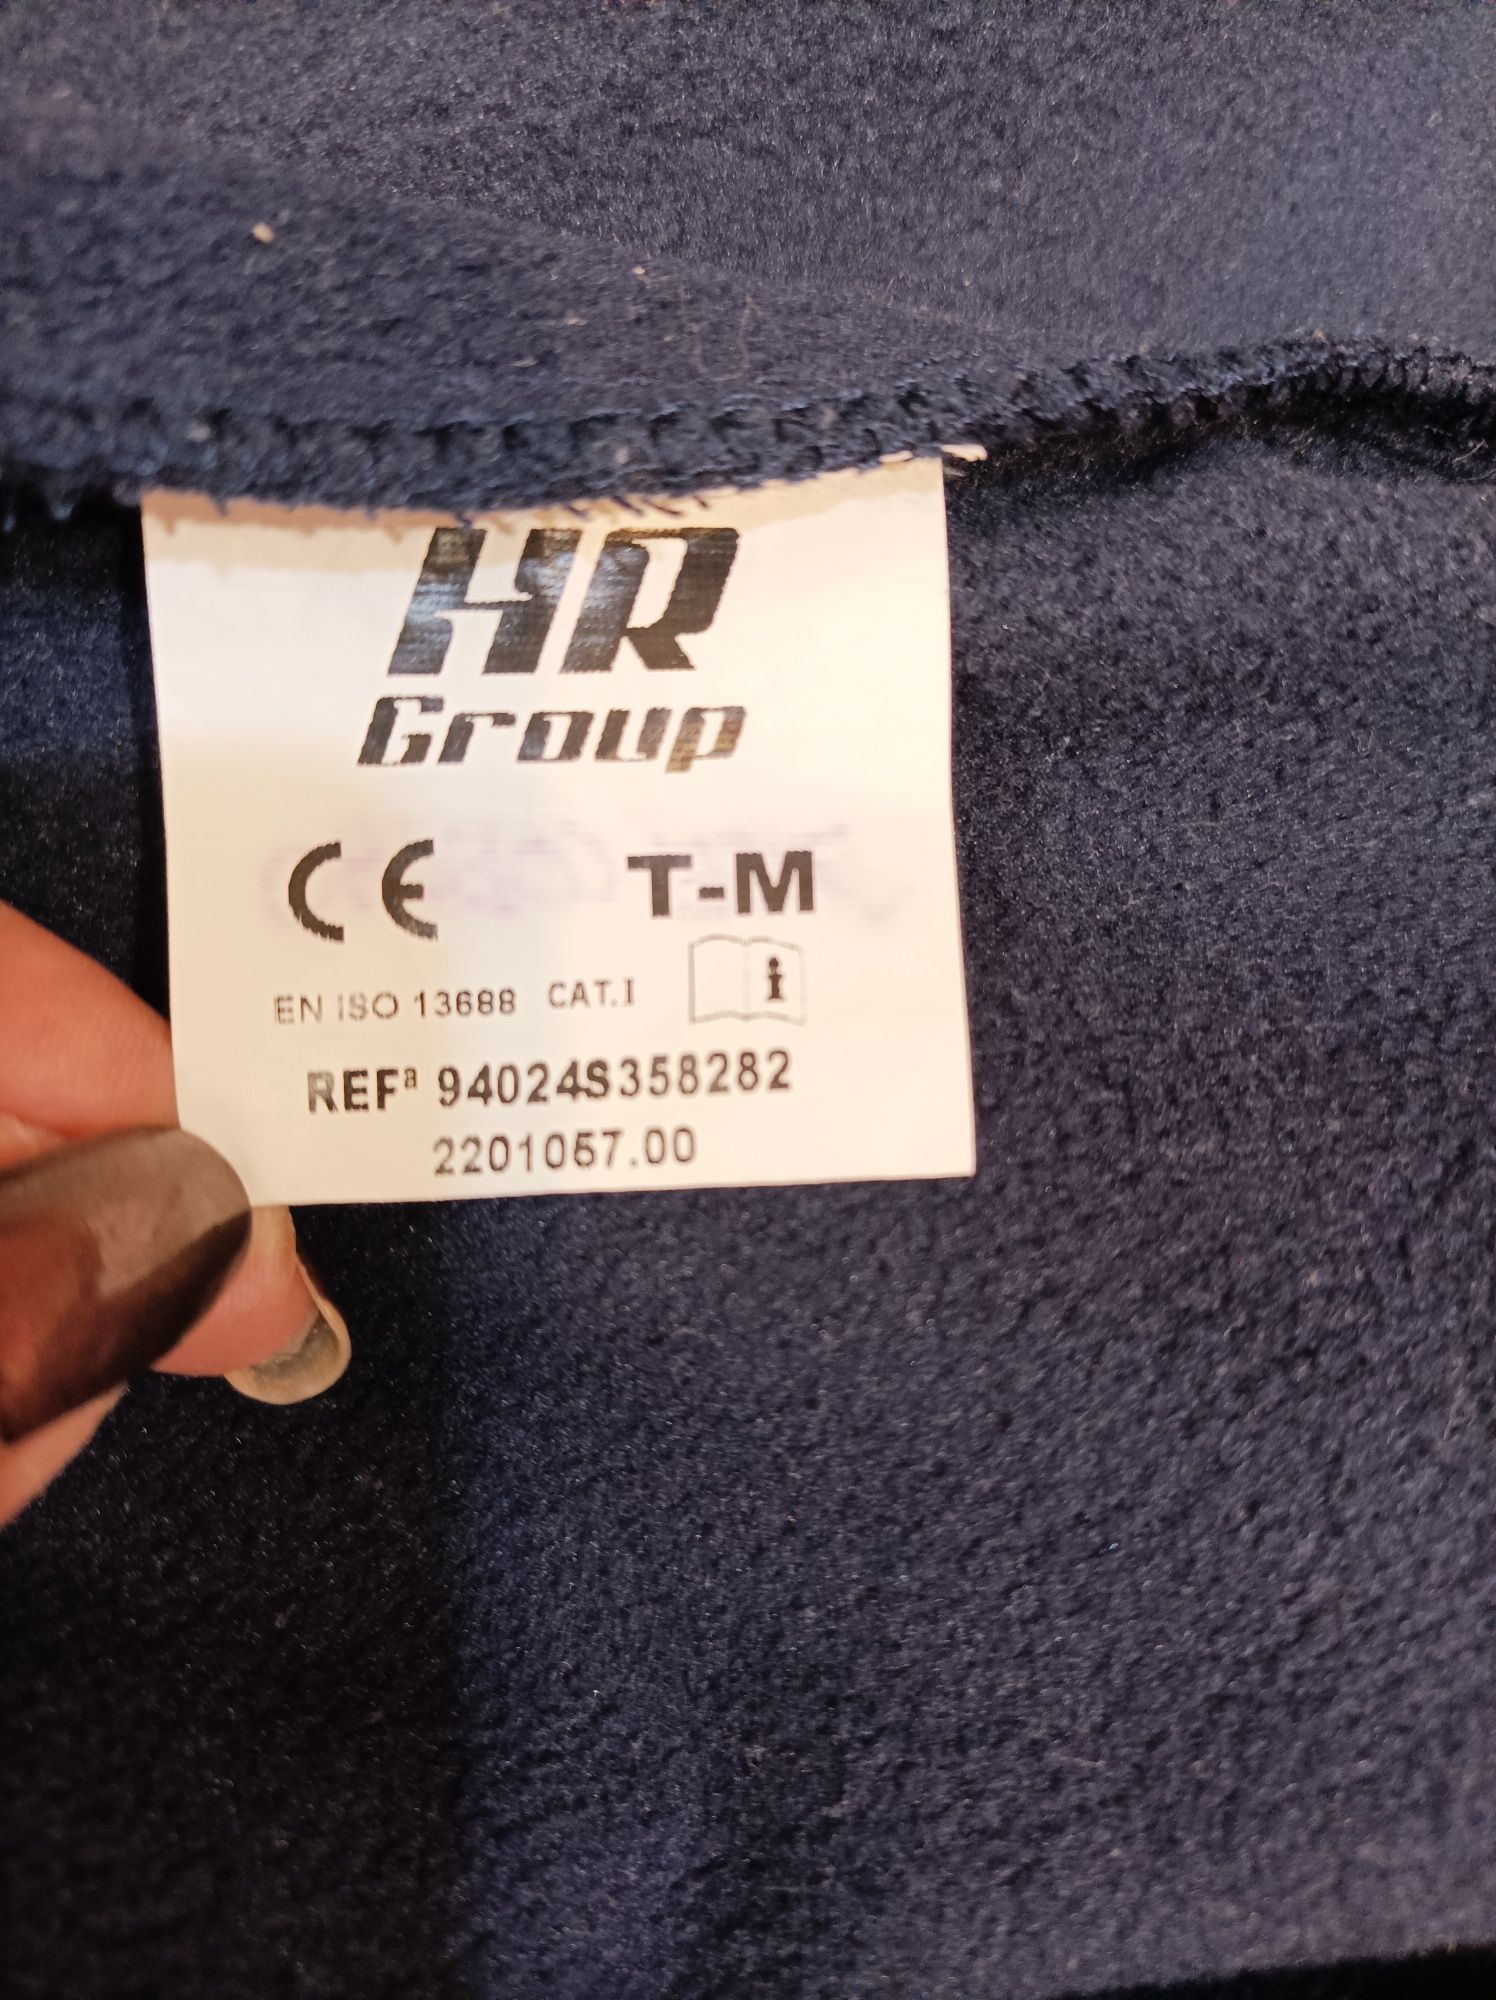 HR
Group
CE T-M
EN ISO 13688 CAT.I i
REFª 94024S358282
2201057.00